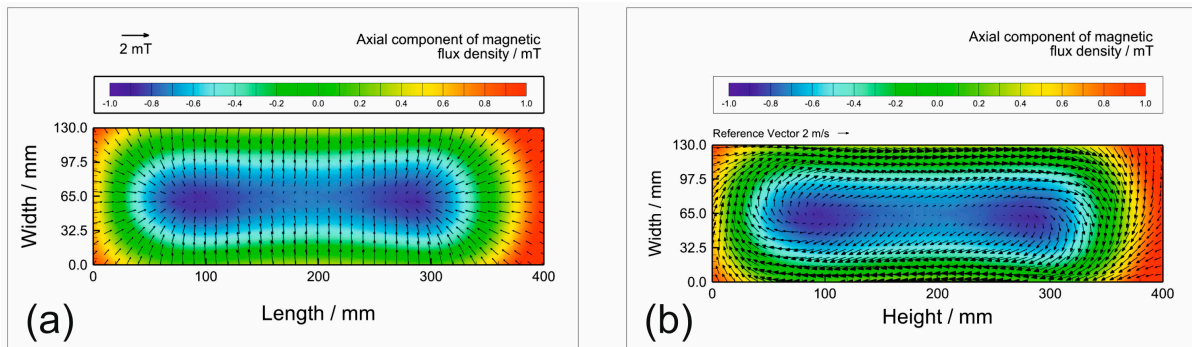 2 mT
Axial component of magnetic
flux density / mT
-1.0 -0.8 -0.6 -0.4 -0.2 0.0 0.2 0.4 0.6 0.8 1.0
130.0
97.5
65.0
32.5
0.0
Width / mm
0 100 200 300 400
Length / mm
(a)
Axial component of magnetic
flux density / mT
-1.0 -0.8 -0.6 -0.4 -0.2 0.0 0.2 0.4 0.6 0.8 1.0
Reference Vector 2 m/s
130.0
97.5
65.0
32.5
0.0
Width / mm
0 100 200 300 400
Height / mm
(b)